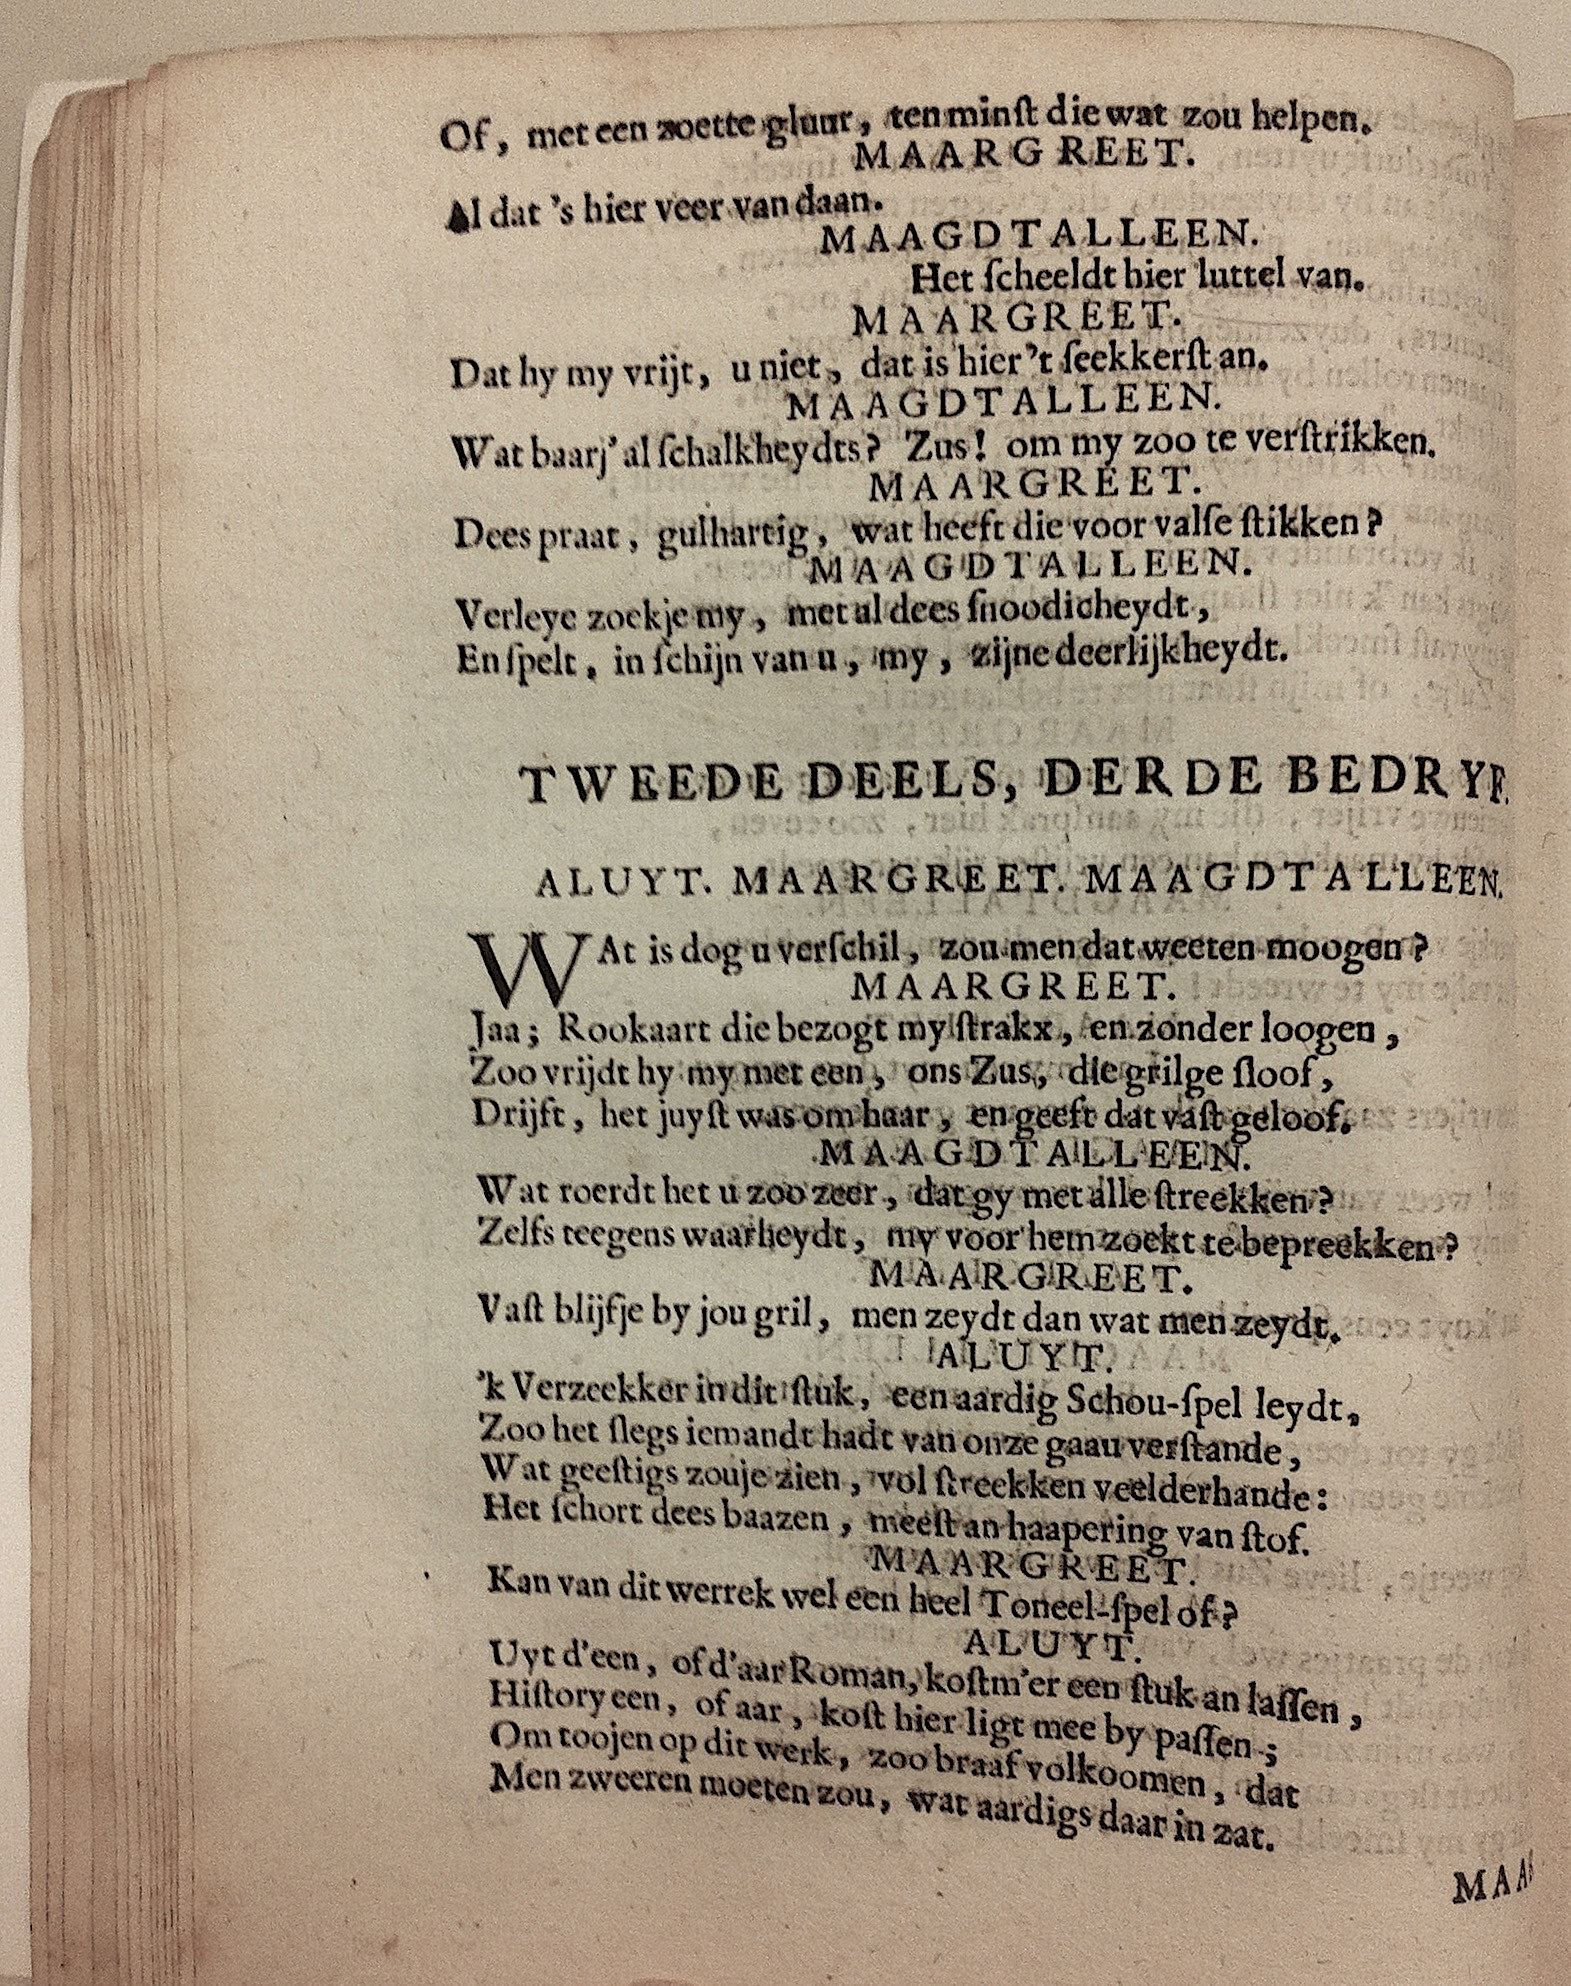 Of, met een zoette gluur, ten minſt die wat zou helpen.
MAARGREET.
Al dat 's hier veer van daan.
MAAGDTALLEEN.
Het ſcheeldt hier luttel van.
MAARGREET.
Dat hy my vrijt, u niet, dat is hier 't ſeekkerſt an.
MAAGDTALLEEN.
Wat baarj' al ſchalkheydts? Zus! om my zoo te verſtrikken.
MAARGREET.
Dees praat, gulhartig, wat heeft die voor valſe ſtikken?
MAAGDTALLEEN.
Verleye zoekje my, met al dees ſnoodicheydt,
En ſpelt, in ſchijn van u, my, zijne deerlijkheydt.
TWEEDE DEELS, DERDE BEDRYF.
ALUYT. MAARGREET. MAAGDTALLEEN.
WAt is dog u verſchil, zou men dat weeten moogen?
MAARGREET.
Jaa; Rookaart die bezogt my ſtrakx, en zonder loogen,
Zoo vrijdt hy my met een, ons Zus, die grilge ſloof,
Drijft, het juyſt was om haar, en geeft dat vaſt geloof.
MAAGDTALLEEN.
Wat roerdt het u zoo zeer, dat gy met alle ſtreekken?
Zelfs teegens waarheydt, my voor hem zoekt te bepreekken?
MAARGREET.
Vaſt blijfje by jou gril, men zeydt dan wat men zeydt.
ALUYT.
'k Verzeekker in dit ſtuk, een aardig Schou-ſpel leydt,
Zoo het ſlegs iemandt hadt van onze gaau verſtande,
Wat geeſtigs zouje zien, vol ſtreekken veelderhande:
Het ſchort dees baazen, meeſt an haapering van ſtof.
MAARGREET.
Kan van dit werrek wel een heel Toneel-ſpel of?
ALUYT.
Uyt d'een, of d'aar Roman, koſtm'er een ſtuk an laſſen,
Hiſtory een, of aar, koſt hier ligt mee by paſſen;
Om toojen op dit werk, zoo braaf volkoomen, dat
Men zweeren moeten zou, wat aardigs daar in zat.